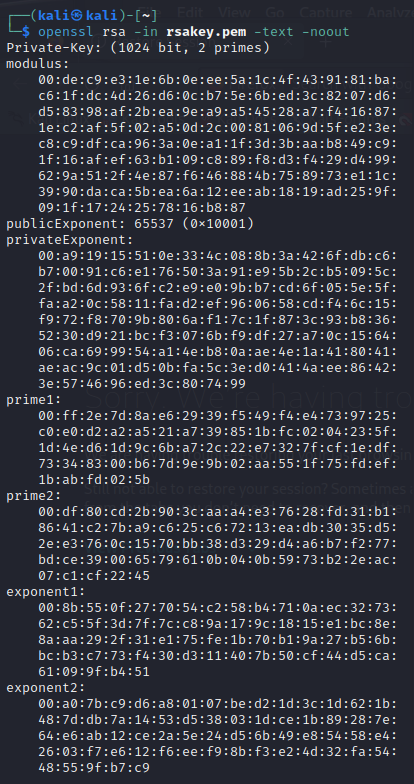 ┌──(kali㉿kali)-[~]
└─$ openssl rsa -in rsakey.pem -text -noout
Private-Key: (1024 bit, 2 primes)
modulus:
00:de:c9:e3:1e:6b:0e:ee:5a:1c:4f:43:91:81:ba:
c6:1f:dc:4d:26:d6:0c:b7:5e:6b:ed:3c:82:07:d6:
d5:83:98:af:2b:ea:9e:a9:a5:45:28:a7:f4:16:87:
1e:c2:af:5f:02:a5:0d:2c:00:81:06:9d:5f:e2:3e:
c8:c9:df:ca:96:3a:0e:a1:1f:3d:3b:aa:b8:49:c9:
1f:16:af:ef:63:b1:09:c8:89:f8:d3:f4:29:d4:99:
62:9a:51:2f:4e:87:f6:46:88:4b:75:89:73:e1:1c:
39:90:da:ca:5b:ea:6a:12:ee:ab:18:19:ad:25:9f:
09:1f:17:24:25:78:16:b8:87
publicExponent: 65537 (0×10001)
privateExponent:
00:a9:19:15:51:0e:33:4c:08:8b:3a:42:6f:db:c6:
b7:00:91:c6:e1:76:50:3a:91:e9:5b:2c:b5:09:5c:
2f:bd:6d:93:6f:c2:e9:e0:9b:b7:cd:6f:05:5e:5f:
fa:a2:0c:58:11:fa:d2:ef:96:06:58:cd:f4:6c:15:
f9:72:f8:70:9b:80:6a:f1:7c:1f:87:3c:93:b8:36:
52:30:d9:21:bc:f3:07:6b:f9:df:27:a7:0c:15:64:
06:ca:69:99:54:a1:4e:b8:0a:ae:4e:1a:41:80:41:
ae:ac:9c:01:d5:0b:fa:5c:3e:d0:41:4a:ee:86:42:
3e:57:46:96:ed:3c:80:74:99
prime1:
00:ff:2e:7d:8a:e6:29:39:f5:49:f4:e4:73:97:25:
c0:e0:d2:a2:a5:21:a7:39:85:1b:fc:02:04:23:5f:
1d:4e:d6:1d:9c:6b:a7:2c:22:e7:32:7f:cf:1e:df:
73:34:83:00:b6:7d:9e:9b:02:aa:55:1f:75:fd:ef:
1b:ab:fd:02:5b
prime2:
00:df:80:cd:2b:90:3c:aa:a4:e3:76:28:fd:31:b1:
86:41:c2:7b:a9:c6:25:c6:72:13:ea:db:30:35:d5:
2e:e3:76:0c:15:70:bb:38:d3:29:d4:a6:b7:f2:77:
bd:ce:39:00:65:79:61:0b:04:0b:59:73:b2:2e:ac:
07:c1:cf:22:45
exponent1:
00:8b:55:0f:27:70:54:c2:58:b4:71:0a:ec:32:73:
62:c5:5f:3d:7f:7c:c8:9a:17:9c:18:15:e1:bc:8e:
8a:aa:29:2f:31:e1:75:fe:1b:70:b1:9a:27:b5:6b:
bc:b3:c7:73:f4:30:d3:11:40:7b:50:cf:44:d5:ca:
61:09:9f:b4:51
exponent2:
00:a0:7b:c9:d6:a8:01:07:be:d2:1d:3c:1d:62:1b:
48:7d:db:7a:14:53:d5:38:03:1d:ce:1b:89:28:7e:
64:e6:ab:12:ce:2a:5e:24:d5:6b:49:e8:54:58:e4:
26:03:f7:e6:12:f6:ee:f9:8b:f3:e2:4d:32:fa:54:
48:55:9f:b7:c9